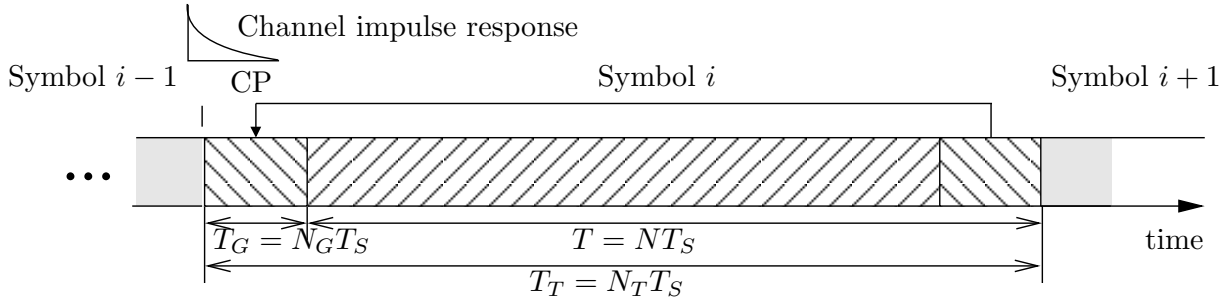 Channel impulse response
Symbol i − 1
CP
Symbol i
Symbol i + 1
•••
T_G = N_G T_S
T = N T_S
time
T_T = N_T T_S